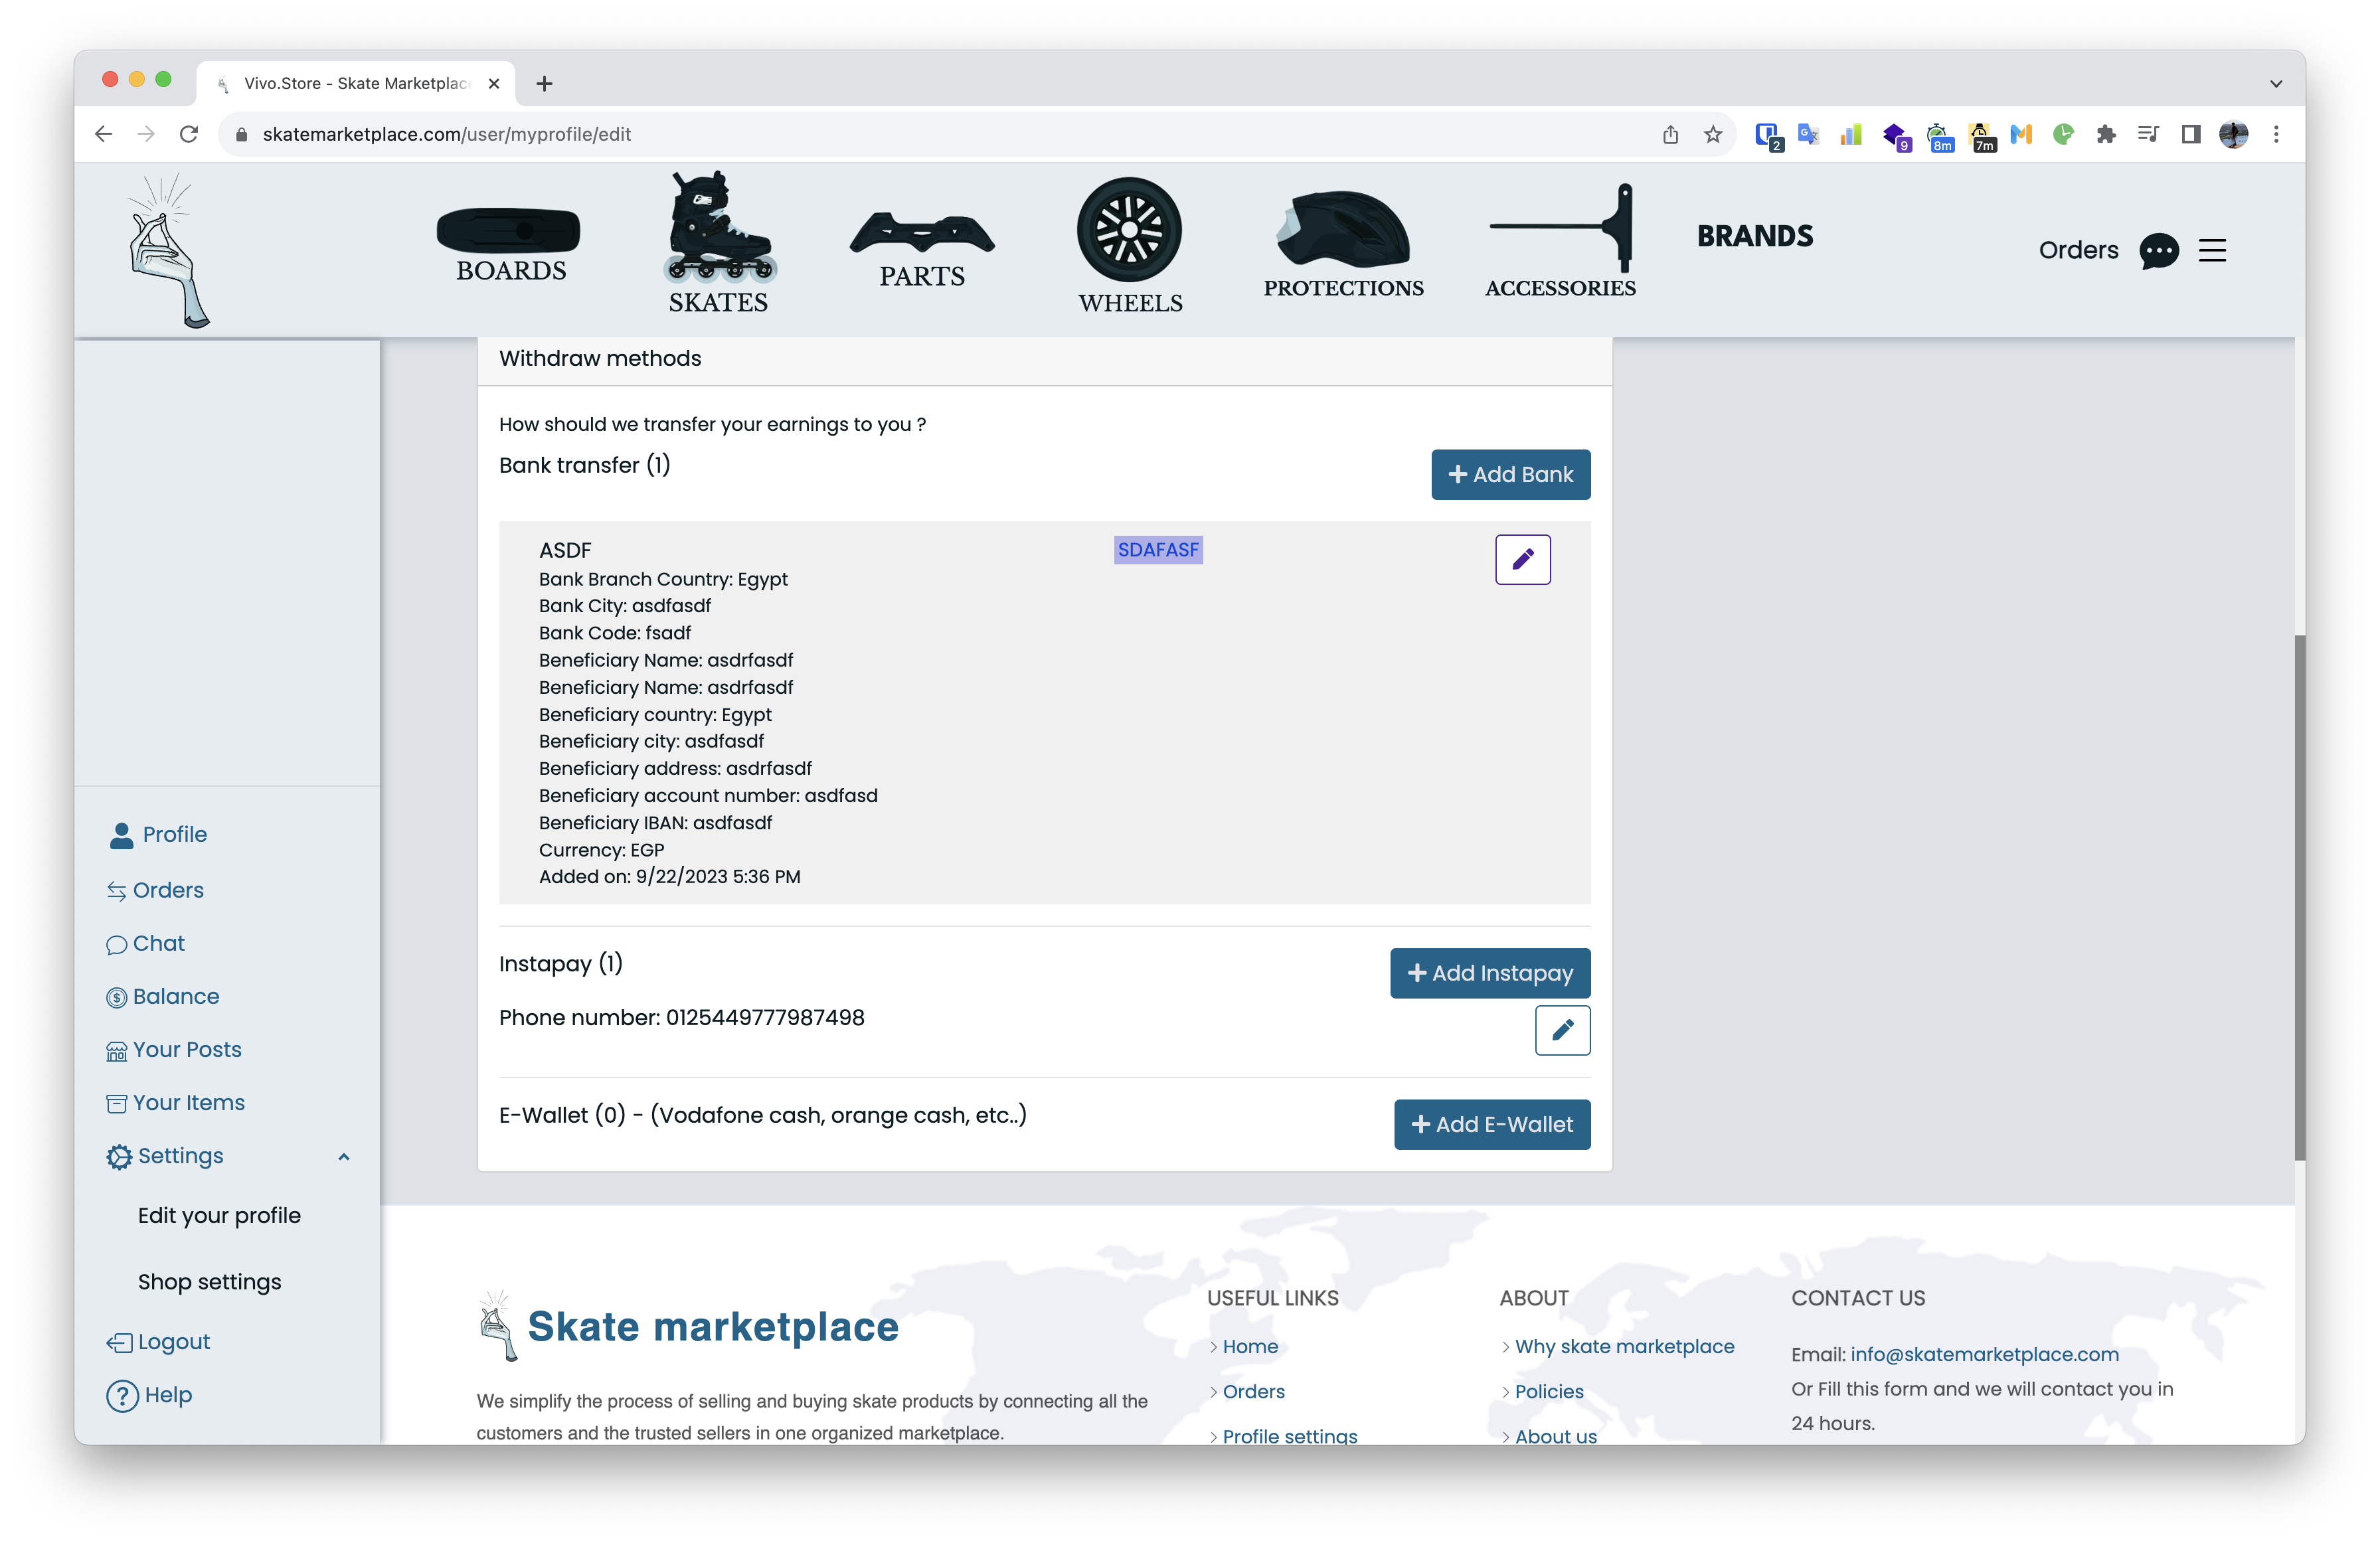 Vivo.Store - Skate Marketplac
skatemarketplace.com/user/myprofile/edit
2
9
8m
7m
BOARDS
SKATES
PARTS
WHEELS
PROTECTIONS
ACCESSORIES
BRANDS
Orders
Withdraw methods
How should we transfer your earnings to you ?
Bank transfer (1)
Add Bank
ASDF
SDAFASF
Bank Branch Country: Egypt
Bank City: asdfasdf
Bank Code: fsadf
Beneficiary Name: asdrfasdf
Beneficiary Name: asdrfasdf
Beneficiary country: Egypt
Beneficiary city: asdfasdf
Beneficiary address: asdrfasdf
Beneficiary account number: asdfasd
Beneficiary IBAN: asdfasdf
Currency: EGP
Added on: 9/22/2023 5:36 PM
Instapay (1)
Add Instapay
Phone number: 0125449777987498
E-Wallet (0) - (Vodafone cash, orange cash, etc..)
Add E-Wallet
Profile
Orders
Chat
Balance
Your Posts
Your Items
Settings
Edit your profile
Shop settings
Logout
Help
Skate marketplace
We simplify the process of selling and buying skate products by connecting all the
customers and the trusted sellers in one organized marketplace.
USEFUL LINKS
Home
Orders
Profile settings
ABOUT
Why skate marketplace
Policies
About us
CONTACT US
Email: info@skatemarketplace.com
Or Fill this form and we will contact you in
24 hours.